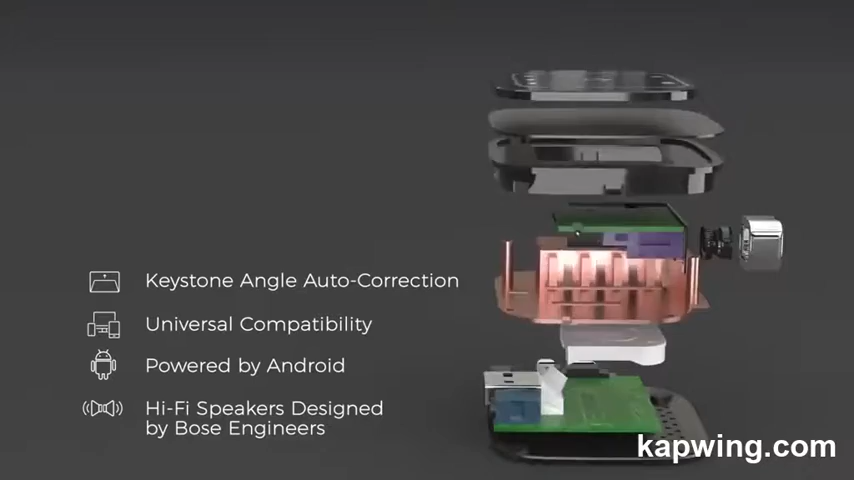 Keystone Angle Auto-Correction
Universal Compatibility
Powered by Android
Hi-Fi Speakers Designed
by Bose Engineers
kapwing.com